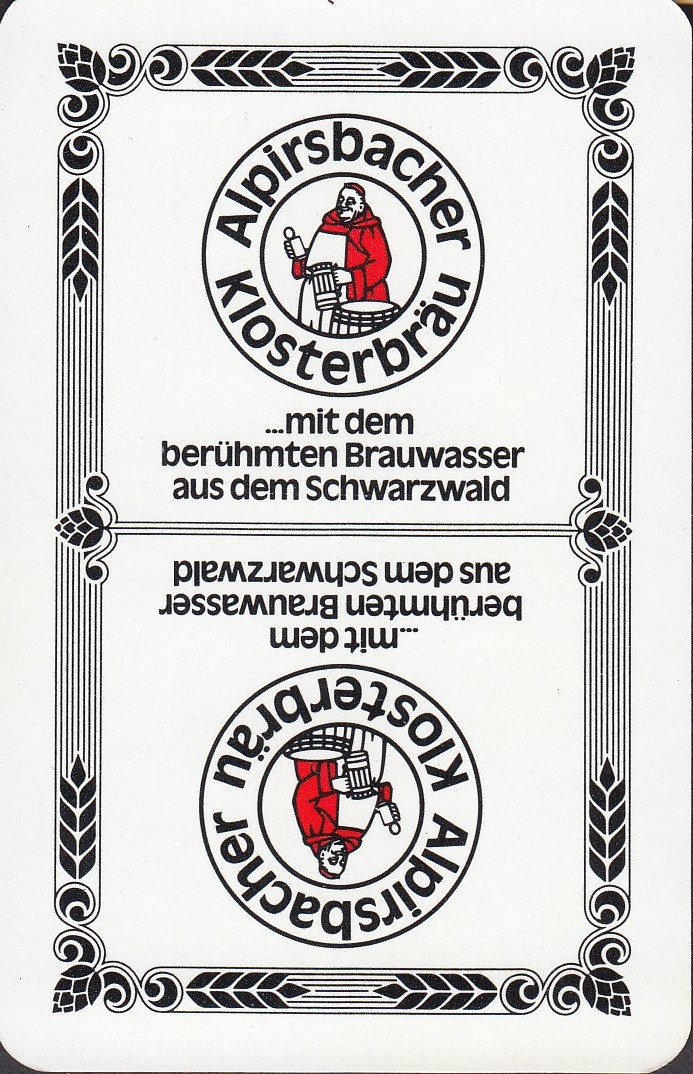 Alpirsbacher
Klosterbräu
...mit dem
berühmten Brauwasser
aus dem Schwarzwald
...mit dem
berühmten Brauwasser
aus dem Schwarzwald
Alpirsbacher
Klosterbräu